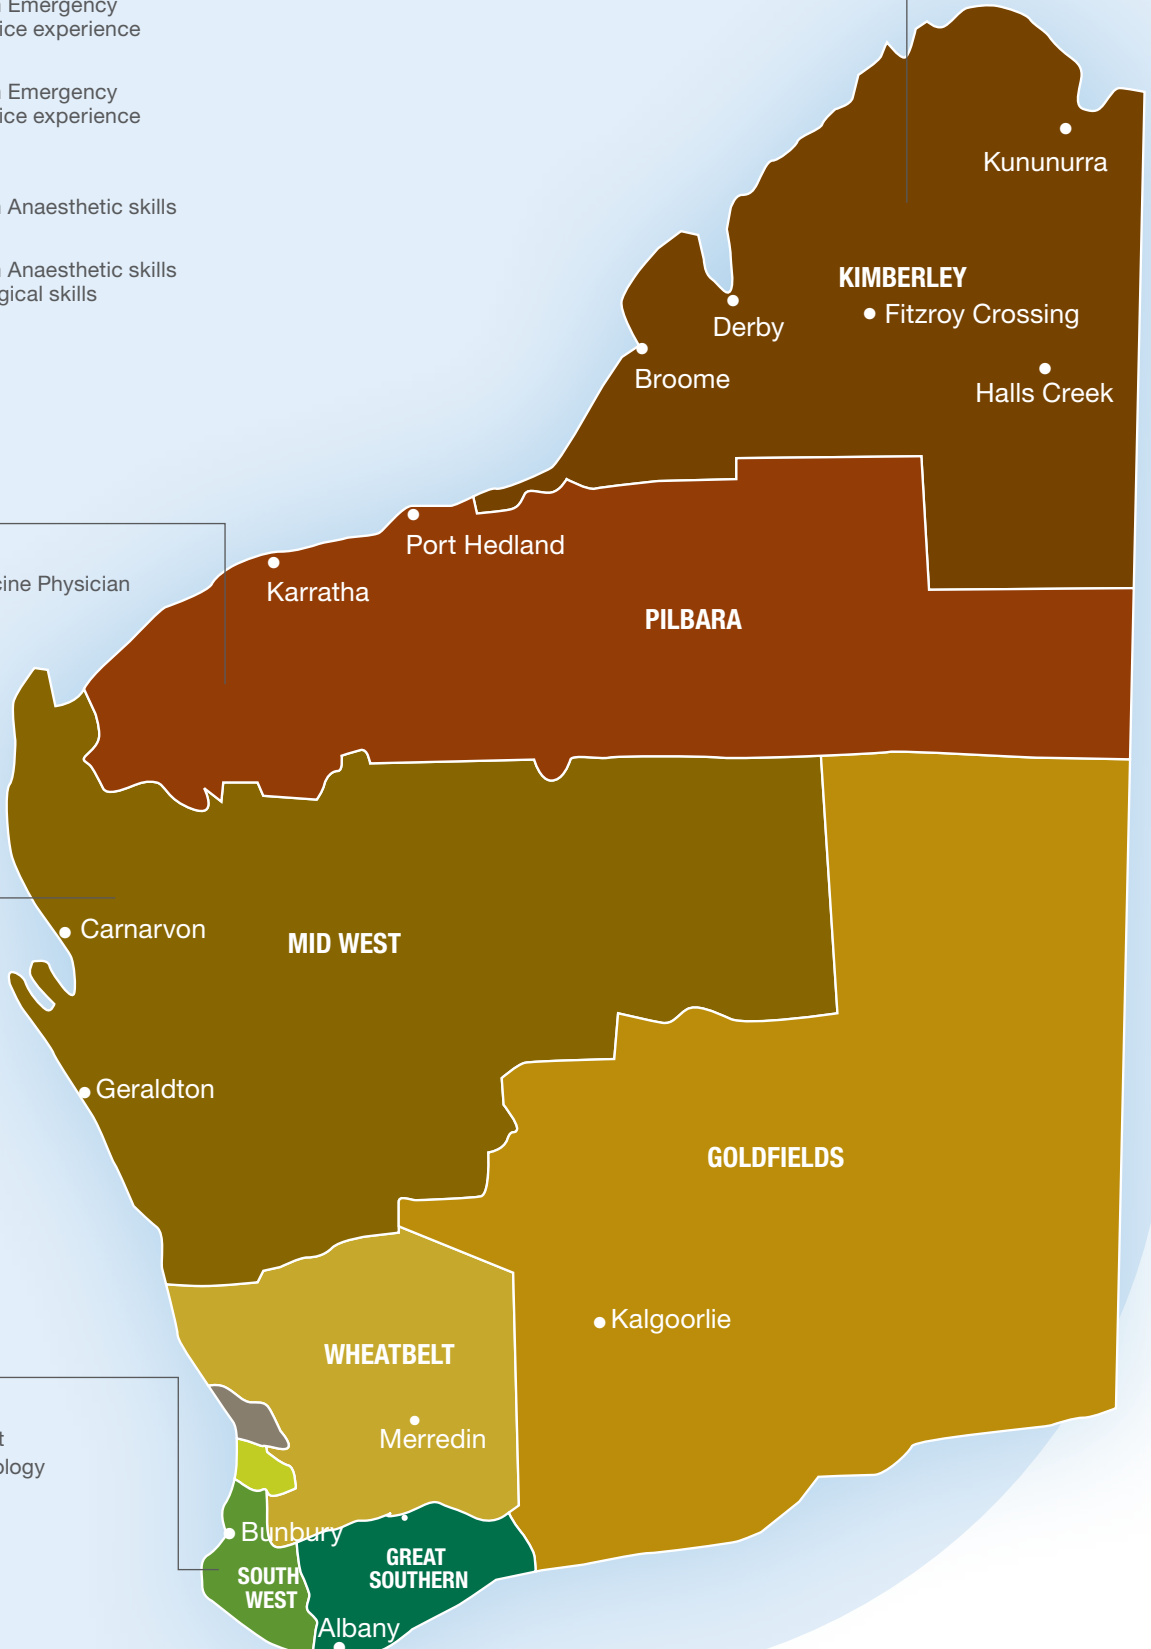 Emergency
ice experience
Emergency
ice experience
Anaesthetic skills
Anaesthetic skills
gical skills
Kununurra
KIMBERLEY
Fitzroy Crossing
Derby
Halls Creek
Broome
Port Hedland
cine Physician
Karratha
PILBARA
Carnarvon
MID WEST
Geraldton
GOLDFIELDS
Kalgoorlie
WHEATBELT
Merredin
t
ology
Bunbury
GREAT
SOUTHERN
SOUTH
WEST
Albany